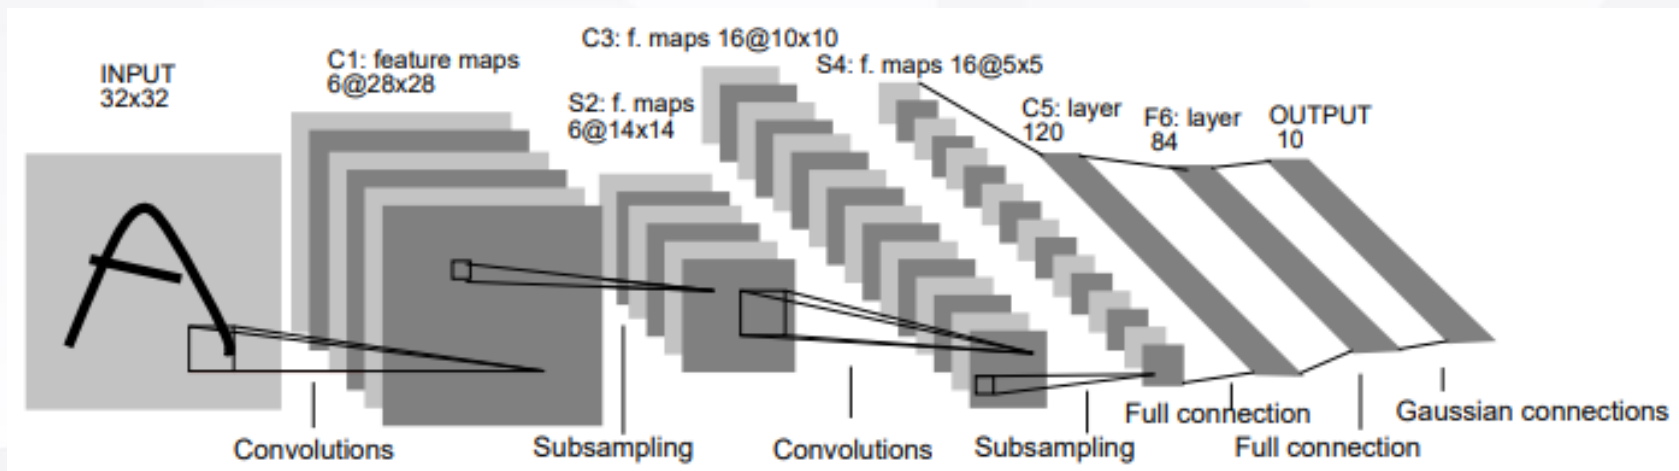 INPUT
32x32
C1: feature maps
6@28x28
S2: f. maps
6@14x14
C3: f. maps 16@10x10
S4: f. maps 16@5x5
C5: layer
120
F6: layer
84
OUTPUT
10
Convolutions
Subsampling
Convolutions
Subsampling
Full connection
Full connection
Gaussian connections